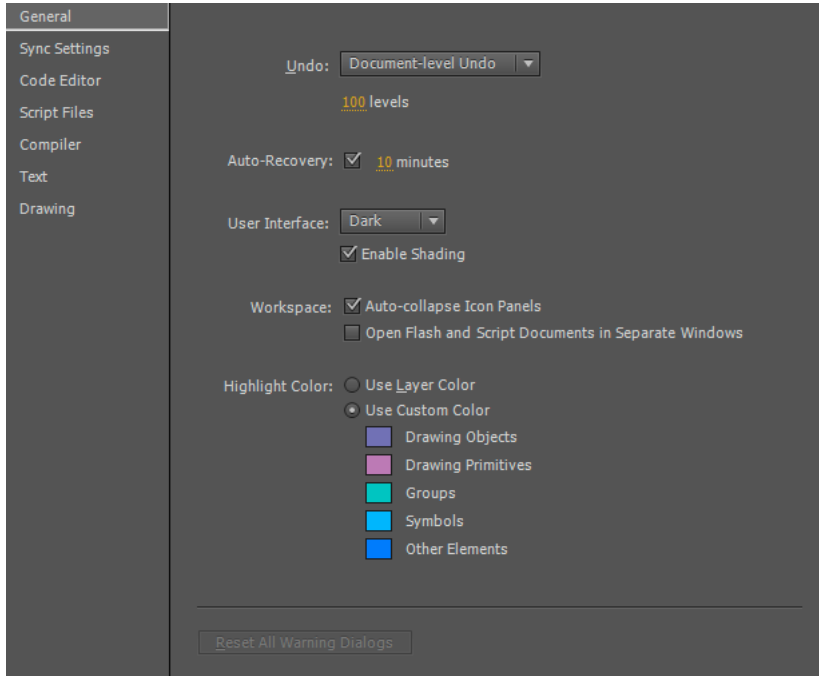 General
Sync Settings
Code Editor
Script Files
Compiler
Text
Drawing
Undo: Document-level Undo
100 levels
Auto-Recovery: 10 minutes
User Interface: Dark
Enable Shading
Workspace: Auto-collapse Icon Panels
Open Flash and Script Documents in Separate Windows
Highlight Color: Use Layer Color
Use Custom Color
Drawing Objects
Drawing Primitives
Groups
Symbols
Other Elements
Reset All Warning Dialogs